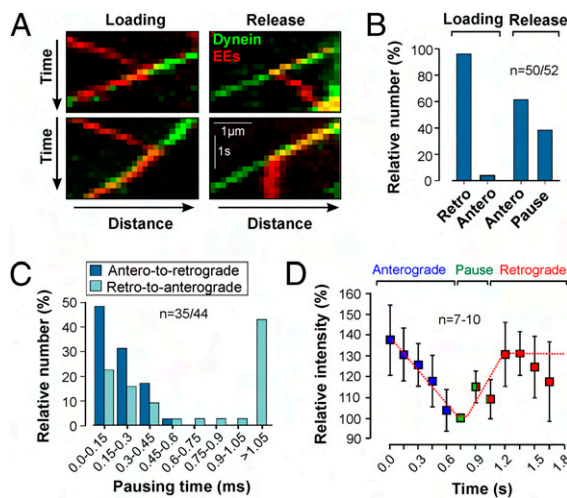 A
Loading
Release
Time
Dynein
EEs
Time
1µm
1s
Distance
Distance
B
Loading Release
Relative number (%)
100
80
60
40
20
0
n=50/52
Retro
Antero
Antero
Pause
C
Antero-to-retrograde
Retro-to-anterograde
Relative number (%)
50
40
30
20
10
0
n=35/44
0.0-0.15
0.15-0.3
0.3-0.45
0.45-0.6
0.6-0.75
0.75-0.9
0.9-1.05
>1.05
Pausing time (ms)
D
Anterograde Pause Retrograde
Relative intensity (%)
160
150
140
130
120
110
100
90
n=7-10
0.0
0.3
0.6
0.9
1.2
1.5
1.8
Time (s)